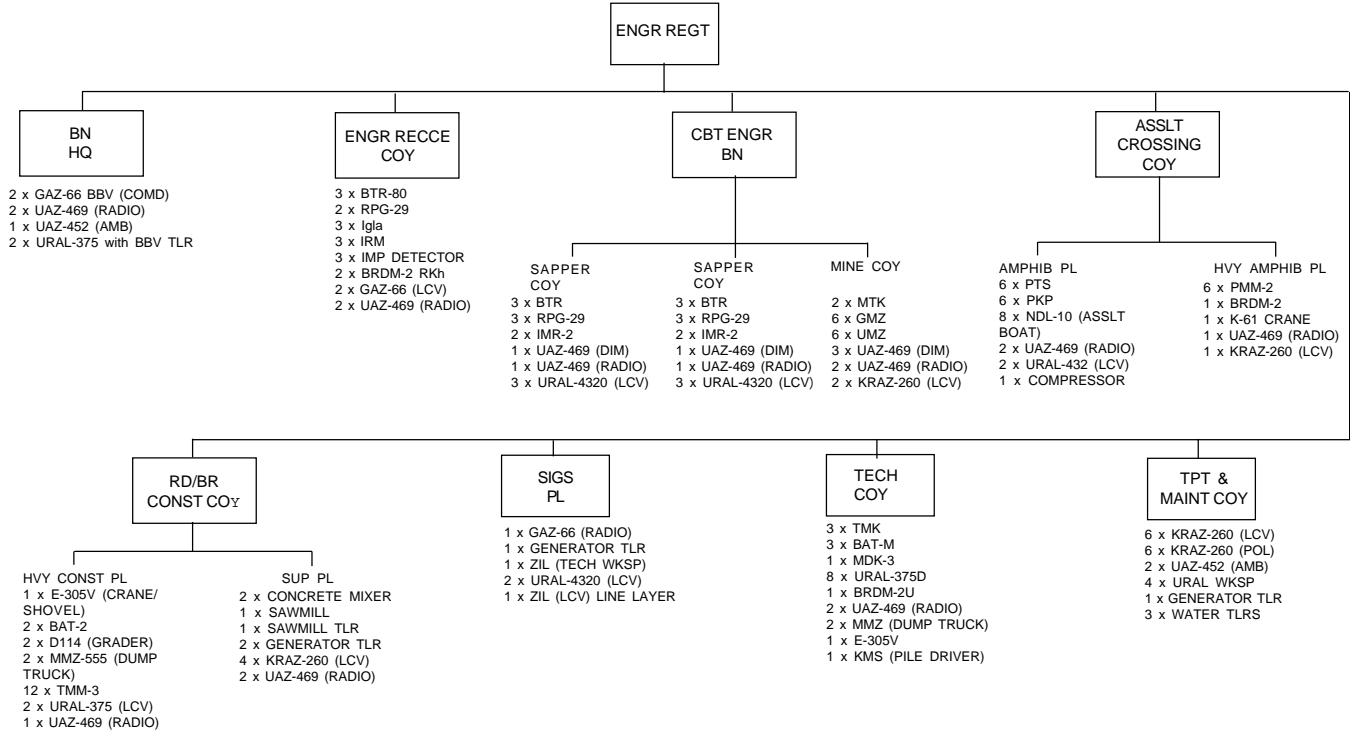 ENGR REGT
BN
HQ
2 x GAZ-66 BBV (COMD)
2 x UAZ-469 (RADIO)
1 x UAZ-452 (AMB)
2 x URAL-375 with BBV TLR
ENGR RECCE
COY
3 x BTR-80
2 x RPG-29
3 x Igla
3 x IRM
3 x IMP DETECTOR
2 x BRDM-2 RKh
2 x GAZ-66 (LCV)
2 x UAZ-469 (RADIO)
CBT ENGR
BN
SAPPER
COY
3 x BTR
3 x RPG-29
2 x IMR-2
1 x UAZ-469 (DIM)
1 x UAZ-469 (RADIO)
3 x URAL-4320 (LCV)
SAPPER
COY
3 x BTR
3 x RPG-29
2 x IMR-2
1 x UAZ-469 (DIM)
1 x UAZ-469 (RADIO)
3 x URAL-4320 (LCV)
MINE COY
2 x MTK
6 x GMZ
6 x UMZ
3 x UAZ-469 (DIM)
2 x UAZ-469 (RADIO)
2 x KRAZ-260 (LCV)
ASSLT
CROSSING
COY
AMPHIB PL
6 x PTS
6 x PKP
8 x NDL-10 (ASSLT
BOAT)
2 x UAZ-469 (RADIO)
2 x URAL-432 (LCV)
1 x COMPRESSOR
HVY AMPHIB PL
6 x PMM-2
1 x BRDM-2
1 x K-61 CRANE
1 x UAZ-469 (RADIO)
1 x KRAZ-260 (LCV)
RD/BR
CONST COY
HVY CONST PL
1 x E-305V (CRANE/
SHOVEL)
2 x BAT-2
2 x D114 (GRADER)
2 x MMZ-555 (DUMP
TRUCK)
12 x TMM-3
2 x URAL-375 (LCV)
1 x UAZ-469 (RADIO)
SUP PL
2 x CONCRETE MIXER
1 x SAWMILL
1 x SAWMILL TLR
2 x GENERATOR TLR
4 x KRAZ-260 (LCV)
2 x UAZ-469 (RADIO)
SIGS
PL
1 x GAZ-66 (RADIO)
1 x GENERATOR TLR
1 x ZIL (TECH WKSP)
2 x URAL-4320 (LCV)
1 x ZIL (LCV) LINE LAYER
TECH
COY
3 x TMK
3 x BAT-M
1 x MDK-3
8 x URAL-375D
1 x BRDM-2U
2 x UAZ-469 (RADIO)
2 x MMZ (DUMP TRUCK)
1 x E-305V
1 x KMS (PILE DRIVER)
TPT &
MAINT COY
6 x KRAZ-260 (LCV)
6 x KRAZ-260 (POL)
2 x UAZ-452 (AMB)
4 x URAL WKSP
1 x GENERATOR TLR
3 x WATER TLRS